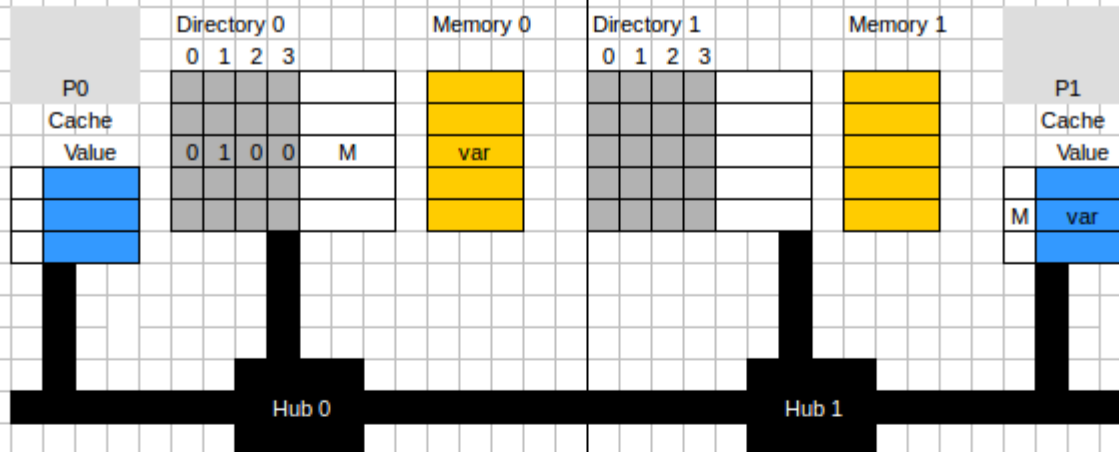 Directory 0 Memory 0 Directory 1 Memory 1
0 1 2 3 0 1 2 3
P0 P1
Cache Cache
Value 0 1 0 0 M var Value
M var
Hub 0 Hub 1